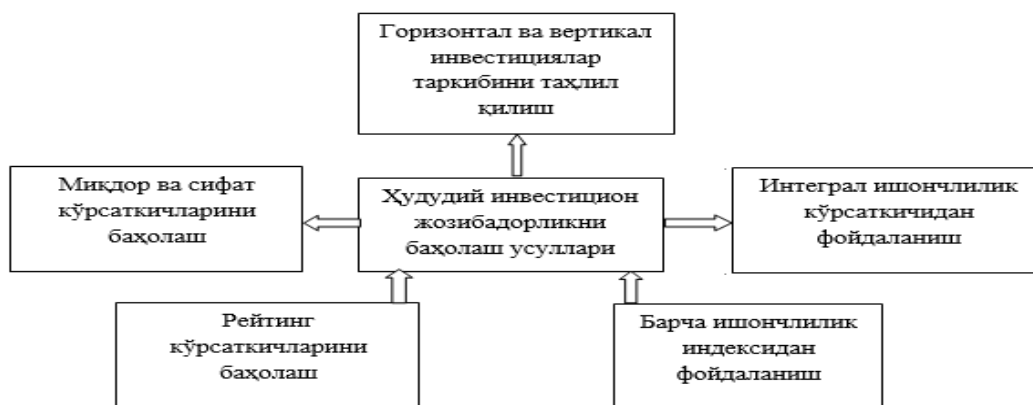 Горизонтал ва вертикал
инвестициялар
таркибини таҳлил
қилиш
Миқдор ва сифат
кўрсаткичларини
баҳолаш
Ҳудудий инвестицион
жозибадорликни
баҳолаш усуллари
Интеграл ишончлилик
кўрсаткичидан
фойдаланиш
Рейтинг
кўрсаткичларини
баҳолаш
Барча ишончлилик
индексидан
фойдаланиш